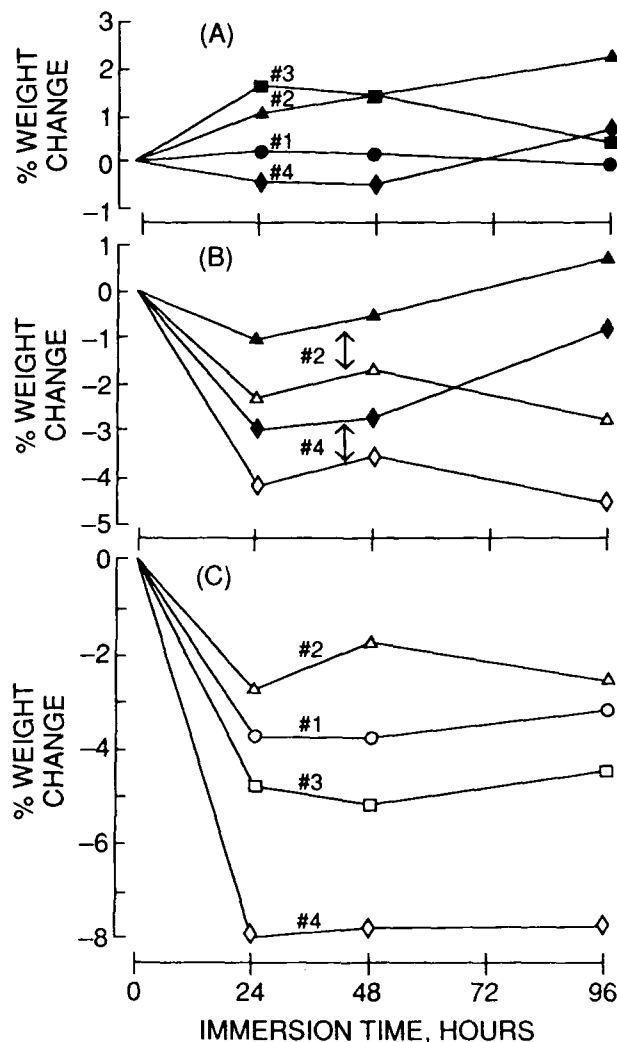 (A)
% WEIGHT
CHANGE
3
2
1
0
−1
#3
#2
#1
#4
(B)
% WEIGHT
CHANGE
1
0
−1
−2
−3
−4
−5
#2
#4
(C)
% WEIGHT
CHANGE
0
−2
−4
−6
−8
#2
#1
#3
#4
0 24 48 72 96
IMMERSION TIME, HOURS